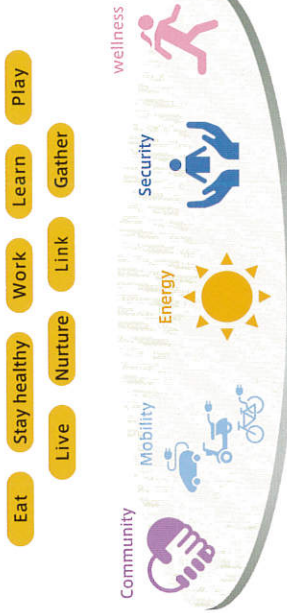 Eat Stay healthy Work Learn Play
Live Nurture Link Gather
Community Mobility Energy Security wellness